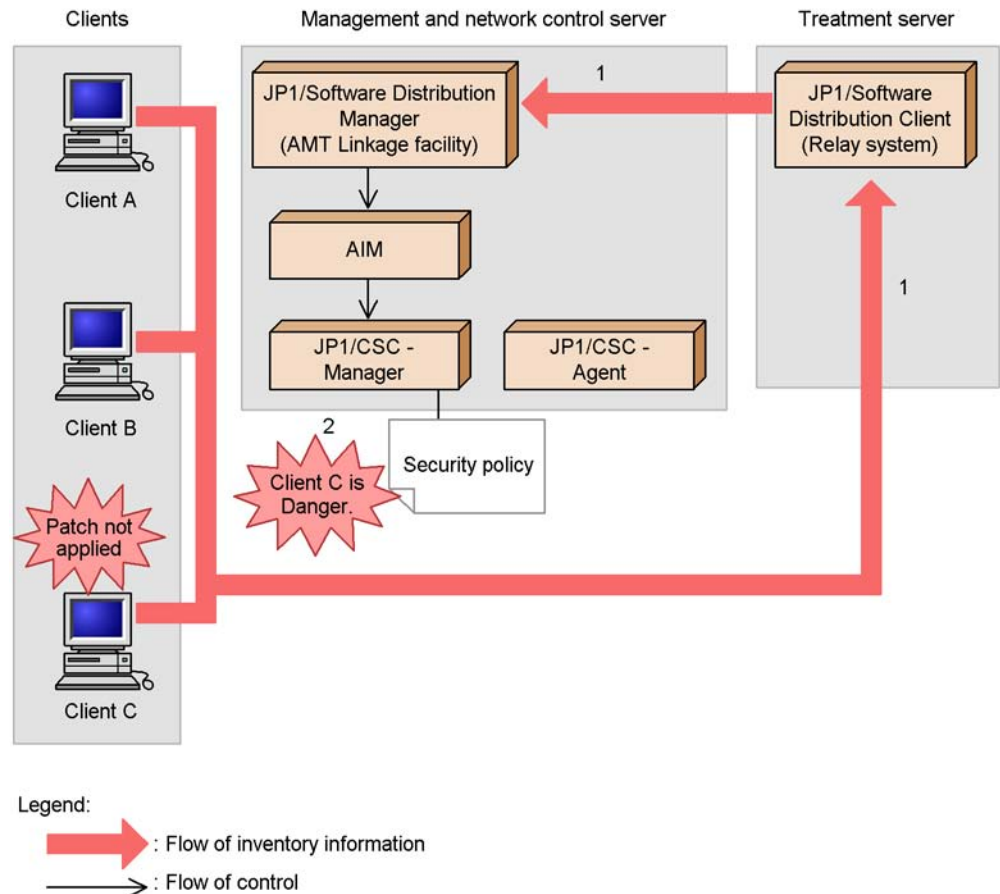 Clients
Management and network control server
Treatment server
JP1/Software Distribution
Manager
(AMT Linkage facility)
1
JP1/Software
Distribution Client
(Relay system)
Client A
AIM
1
JP1/CSC -
Manager
JP1/CSC -
Agent
Client B
2
Client C is
Danger.
Security policy
Patch not
applied
Client C
Legend:
: Flow of inventory information
: Flow of control